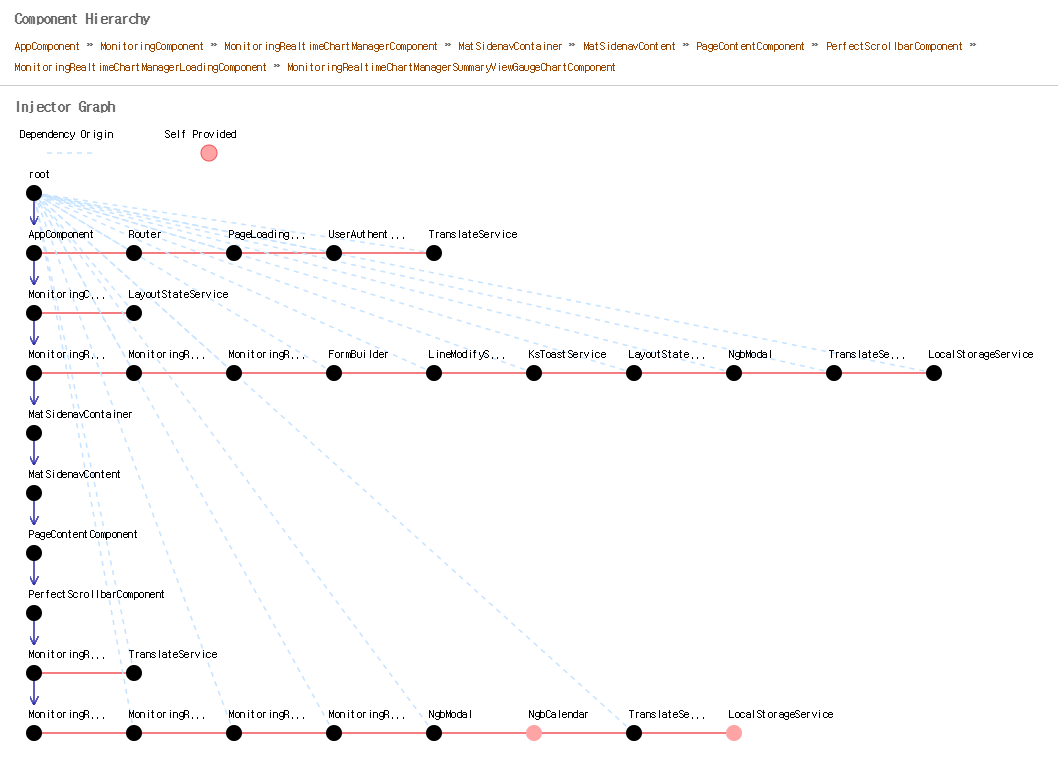 Component Hierarchy
AppComponent » MonitoringComponent » MonitoringRealtimeChartManagerComponent » MatSidenavContainer » MatSidenavContent » PageContentComponent » PerfectScrollbarComponent »
MonitoringRealtimeChartManagerLoadingComponent » MonitoringRealtimeChartManagerSummaryViewGaugeChartComponent
Injector Graph
Dependency Origin Self Provided
root
AppComponent Router PageLoading... UserAuthent... TranslateService
MonitoringC... LayoutStateService
MonitoringR... MonitoringR... MonitoringR... FormBuilder LineModifyS... KsToastService LayoutState... NgbModal TranslateSe... LocalStorageService
MatSidenavContainer
MatSidenavContent
PageContentComponent
PerfectScrollbarComponent
MonitoringR... TranslateService
MonitoringR... MonitoringR... MonitoringR... MonitoringR... NgbModal NgbCalendar TranslateSe... LocalStorageService